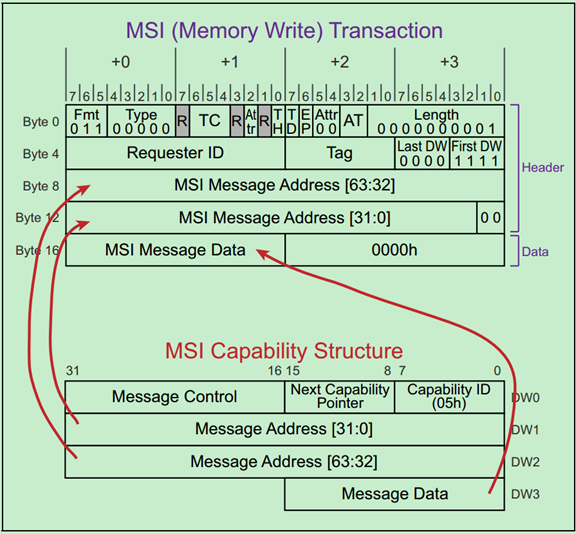 MSI (Memory Write) Transaction
+0 +1 +2 +3
7 6 5 4 3 2 1 0 7 6 5 4 3 2 1 0 7 6 5 4 3 2 1 0 7 6 5 4 3 2 1 0
Byte 0 Fmt 0 1 1 Type 0 0 0 0 0 R TC R At tr R T H T D E P Attr 0 0 AT Length 0 0 0 0 0 0 0 0 0 1
Byte 4 Requester ID Tag Last DW 0 0 0 0 First DW 1 1 1 1
Header
Byte 8 MSI Message Address [63:32]
Byte 12 MSI Message Address [31:0] 0 0
Byte 16 MSI Message Data 0000h Data
MSI Capability Structure
31 16 15 8 7 0
Message Control Next Capability Pointer Capability ID (05h) DW0
Message Address [31:0] DW1
Message Address [63:32] DW2
Message Data DW3